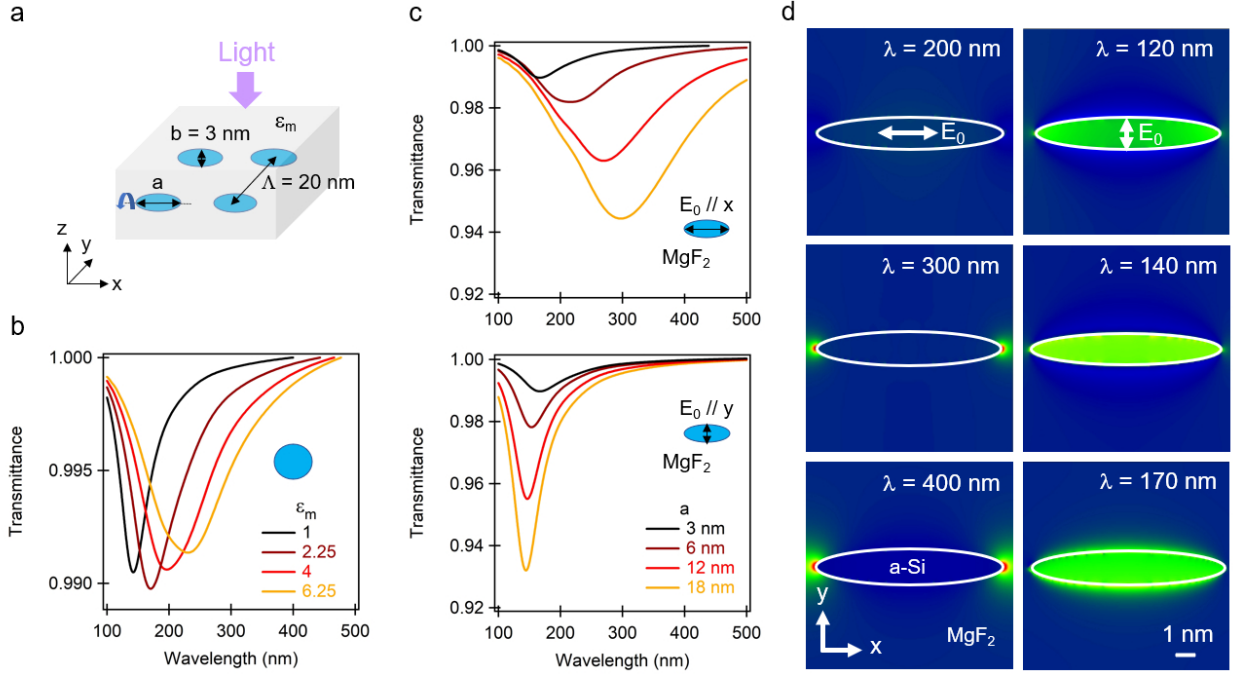 a
Light
b = 3 nm
εm
a
Λ = 20 nm
z
y
x
b
1.000
0.995
0.990
Transmittance
εm
1
2.25
4
6.25
100
200
300
400
500
Wavelength (nm)
c
1.00
0.98
0.96
0.94
0.92
Transmittance
E0 // x
MgF2
100
200
300
400
500
1.00
0.98
0.96
0.94
0.92
Transmittance
E0 // y
MgF2
a
3 nm
6 nm
12 nm
18 nm
100
200
300
400
500
Wavelength (nm)
d
λ = 200 nm
E0
λ = 120 nm
E0
λ = 300 nm
λ = 140 nm
λ = 400 nm
a-Si
y
x
MgF2
λ = 170 nm
1 nm